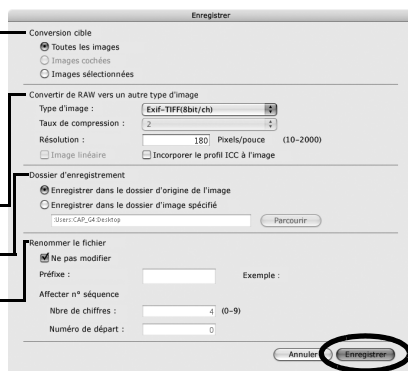 Enregistrer
Conversion cible
Toutes les images
Images cochées
Images sélectionnées
Convertir de RAW vers un autre type d'image
Type d'image : Exif-TIFF(8bit/ch)
Taux de compression : 2
Résolution : 180 Pixels/pouce (10-2000)
Image linéaire Incorporer le profil ICC à l'image
Dossier d'enregistrement
Enregistrer dans le dossier d'origine de l'image
Enregistrer dans le dossier d'image spécifié
:Users:CAP_G4:Desktop Parcourir
Renommer le fichier
Ne pas modifier
Préfixe : Exemple :
Affecter n° séquence
Nbre de chiffres : 4 (0-9)
Numéro de départ : 0
Annuler Enregistrer